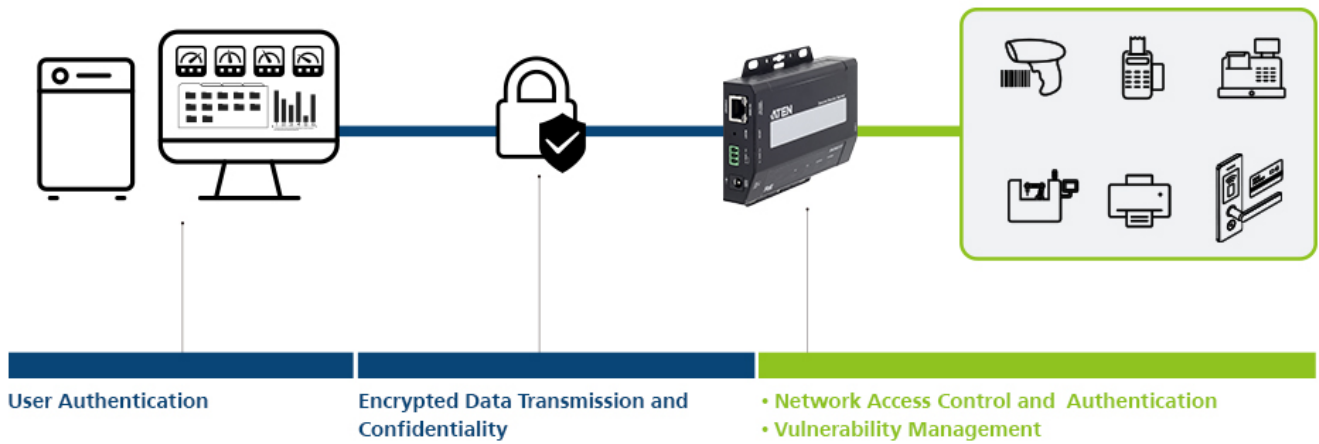 ATEN
User Authentication
Encrypted Data Transmission and
Confidentiality
• Network Access Control and Authentication
• Vulnerability Management